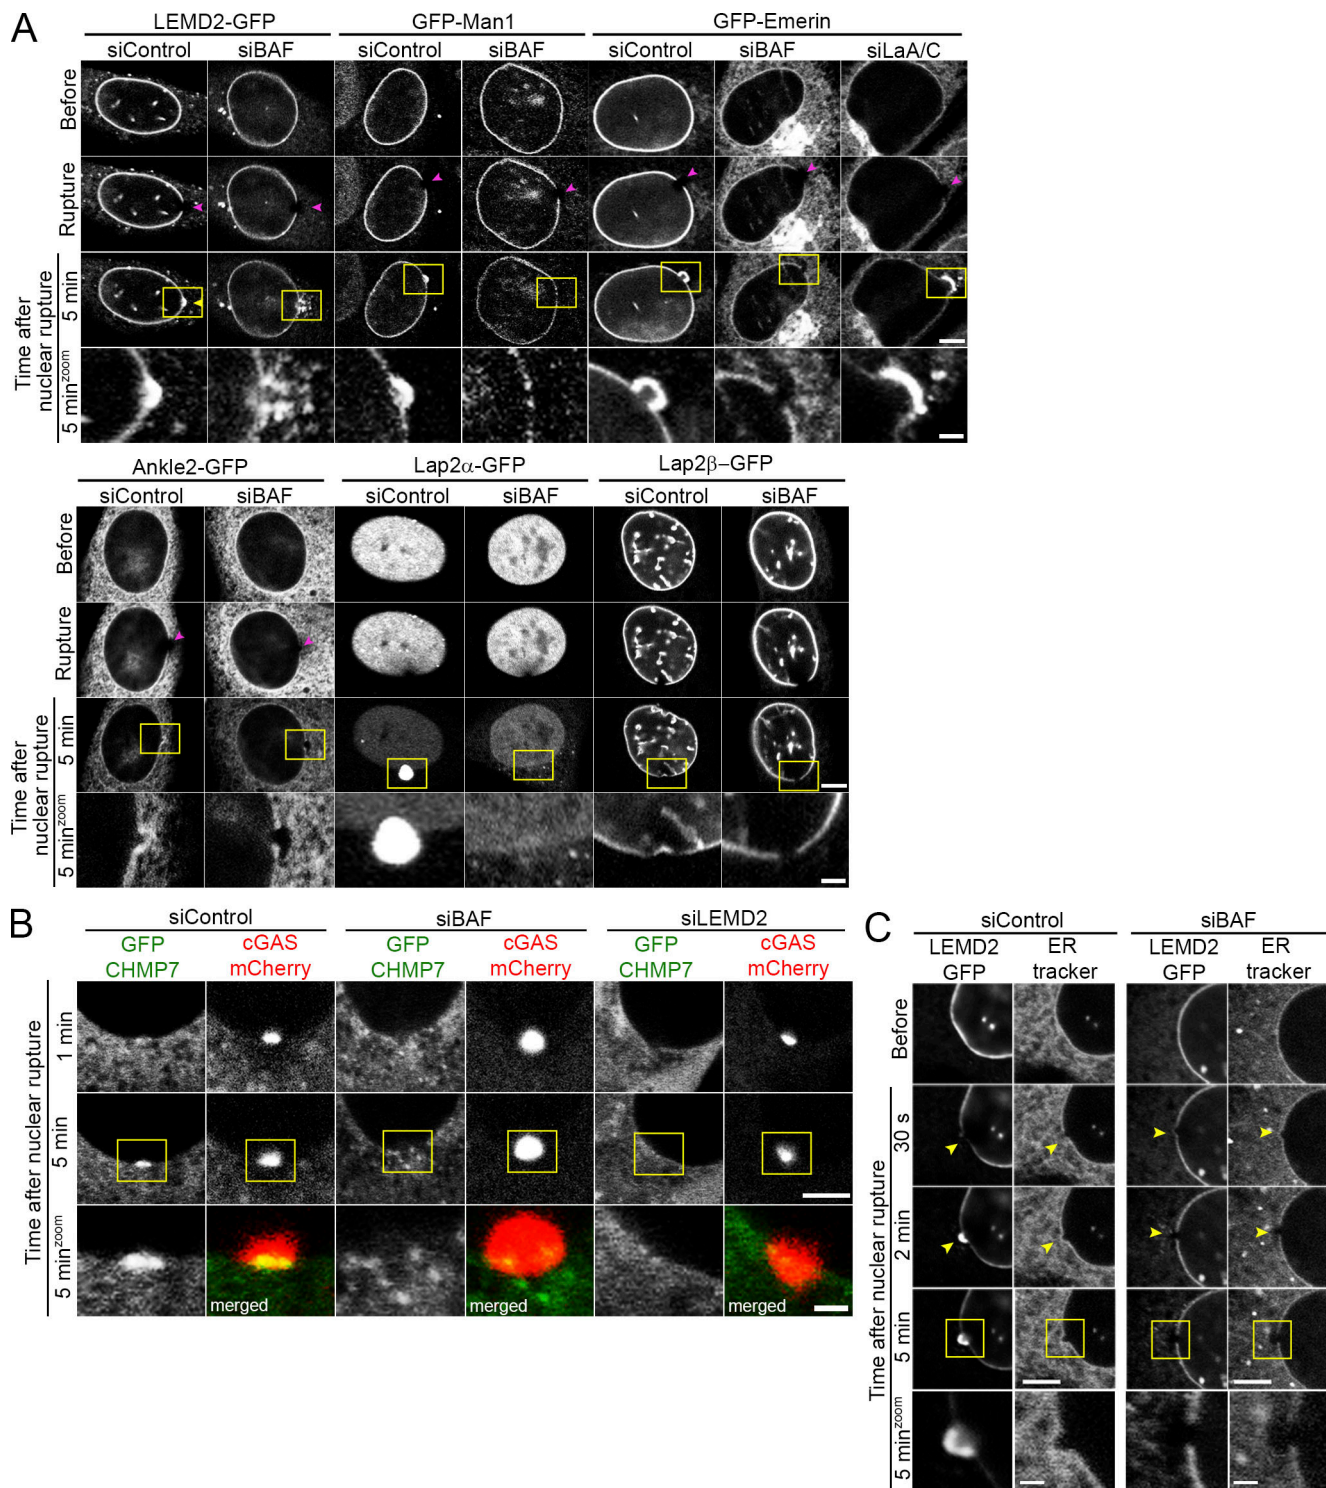 A
LEMD2-GFP GFP-Man1 GFP-Emerin
siControl siBAF siControl siBAF siControl siBAF siLaA/C
Before
Rupture
Time after nuclear rupture
5 min
5 min zoom
Ankle2-GFP Lap2α-GFP Lap2β–GFP
siControl siBAF siControl siBAF siControl siBAF
Before
Rupture
Time after nuclear rupture
5 min
5 min zoom
B
siControl siBAF siLEMD2
GFP cGAS GFP cGAS GFP cGAS
CHMP7 mCherry CHMP7 mCherry CHMP7 mCherry
Time after nuclear rupture
1 min
5 min
5 min zoom
merged merged merged
C
siControl siBAF
LEMD2 ER LEMD2 ER
GFP tracker GFP tracker
Before
Time after nuclear rupture
30 s
2 min
5 min
5 min zoom